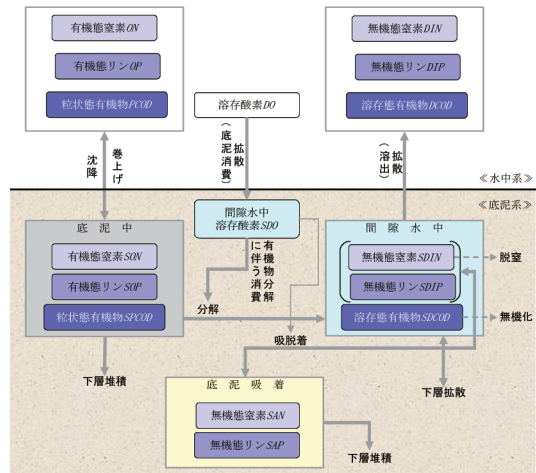 有機態窒素ON
有機態リンOP
粒状態有機物PCOD
溶存酸素DO
無機態窒素DIN
無機態リンDIP
溶存態有機物DCOD
沈降
巻上げ
拡散
(底泥消費)
拡散
(溶出)
≪水中系≫
≪底泥系≫
底泥中
有機態窒素SON
有機態リンSOP
粒状態有機物SPCOD
間隙水中
溶存酸素SDO
有機物分解
に伴う消費
分解
間隙水中
無機態窒素SDIN
無機態リンSDIP
溶存態有機物SDCOD
脱窒
無機化
吸脱着
下層堆積
下層拡散
底泥吸着
無機態窒素SAN
無機態リンSAP
下層堆積